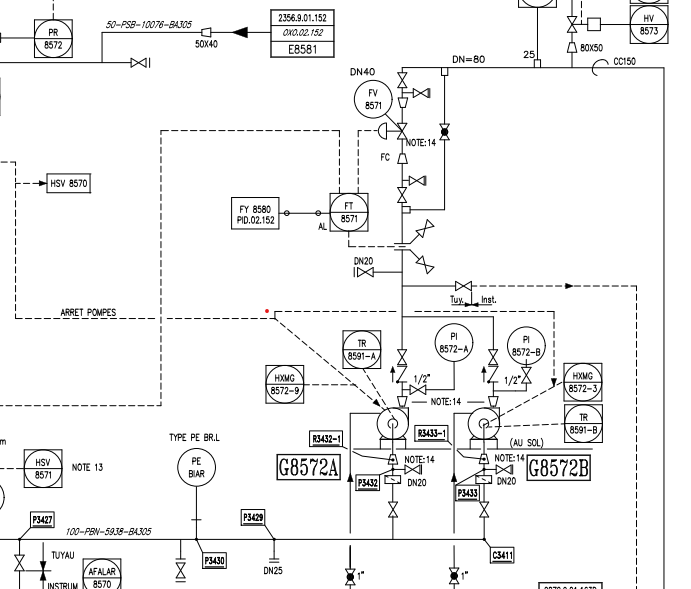 50-PSB-10076-BA305
PR
8572
50X40
2356.9.01.152
0X0.02.152
E8581
HV
8573
80X50
25
CC150
DN=80
DN40
FV
8571
NOTE:14
FC
HSV 8570
FY 8580
PID.02.152
AL
FT
8571
DN20
Tuy.
Inst.
ARRET POMPES
TR
8591-A
PI
8572-A
PI
8572-B
HXMG
8572-9
1/2"
1/2"
HXMG
8572-3
NOTE:14
TR
8591-B
(AU SOL)
R3432-1
R3433-1
TYPE PE BR.L
G8572A
NOTE:14
NOTE:14
G8572B
HSV
8571
NOTE 13
PE
BIAR
P3432
DN20
P3433
DN20
P3427
P3429
100-PBN-5938-BA305
P3430
C3411
TUYAU
INSTRUM
AFALAR
8570
DN25
1"
1"